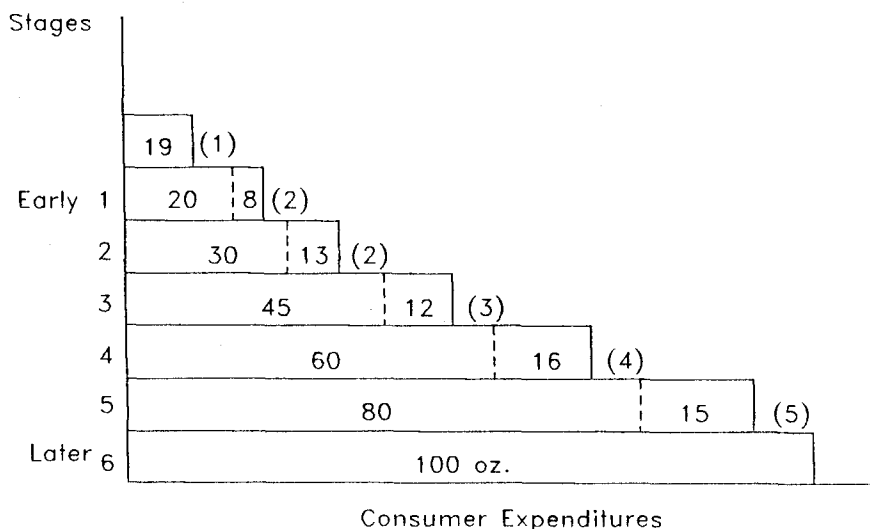 Stages
19 (1)
Early 1 20 8 (2)
2 30 13 (2)
3 45 12 (3)
4 60 16 (4)
5 80 15 (5)
Later 6 100 oz.
Consumer Expenditures